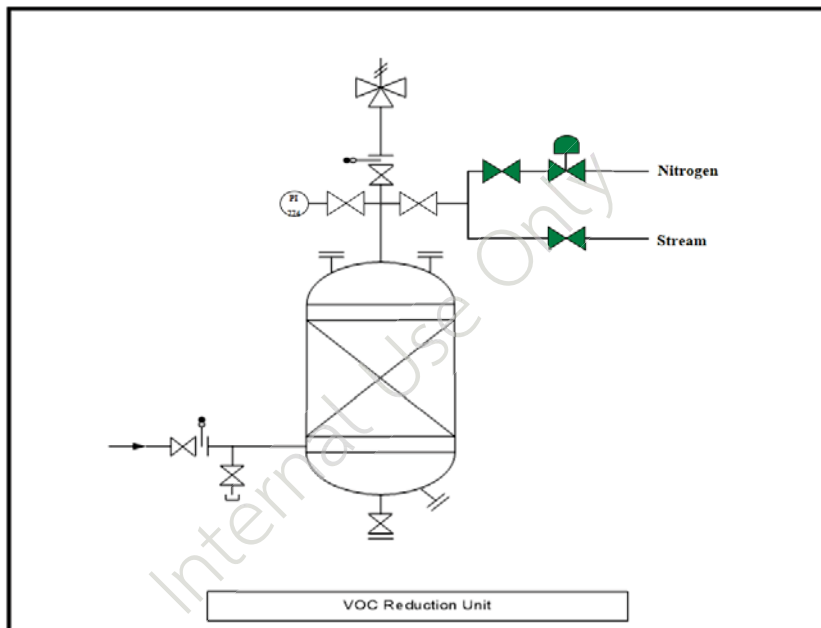 Nitrogen
PI
224
Stream
Internal Use Only
VOC Reduction Unit